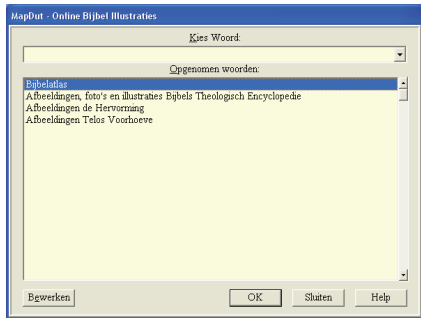 MapDut - Online Bijbel Illustraties
Kies Woord:
Opgenomen woorden:
Bijbelatlas
Afbeeldingen, foto's en illustraties Bijbels Theologisch Encyclopedie
Afbeeldingen de Hervorming
Afbeeldingen Telos Voorhoeve
Bewerken OK Sluiten Help